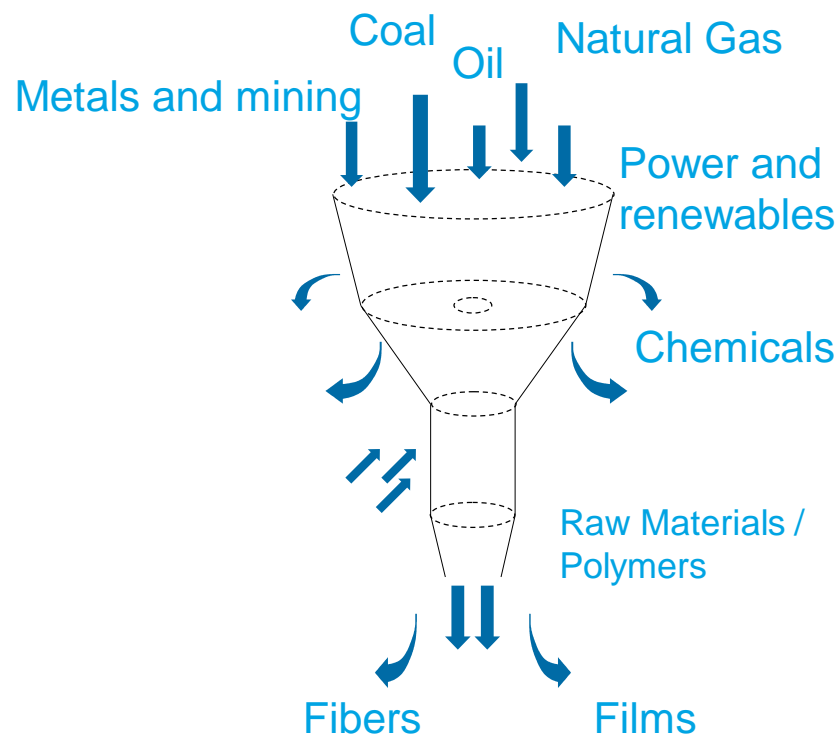 Coal
Natural Gas
Oil
Metals and mining
Power and
renewables
Chemicals
Raw Materials /
Polymers
Fibers
Films